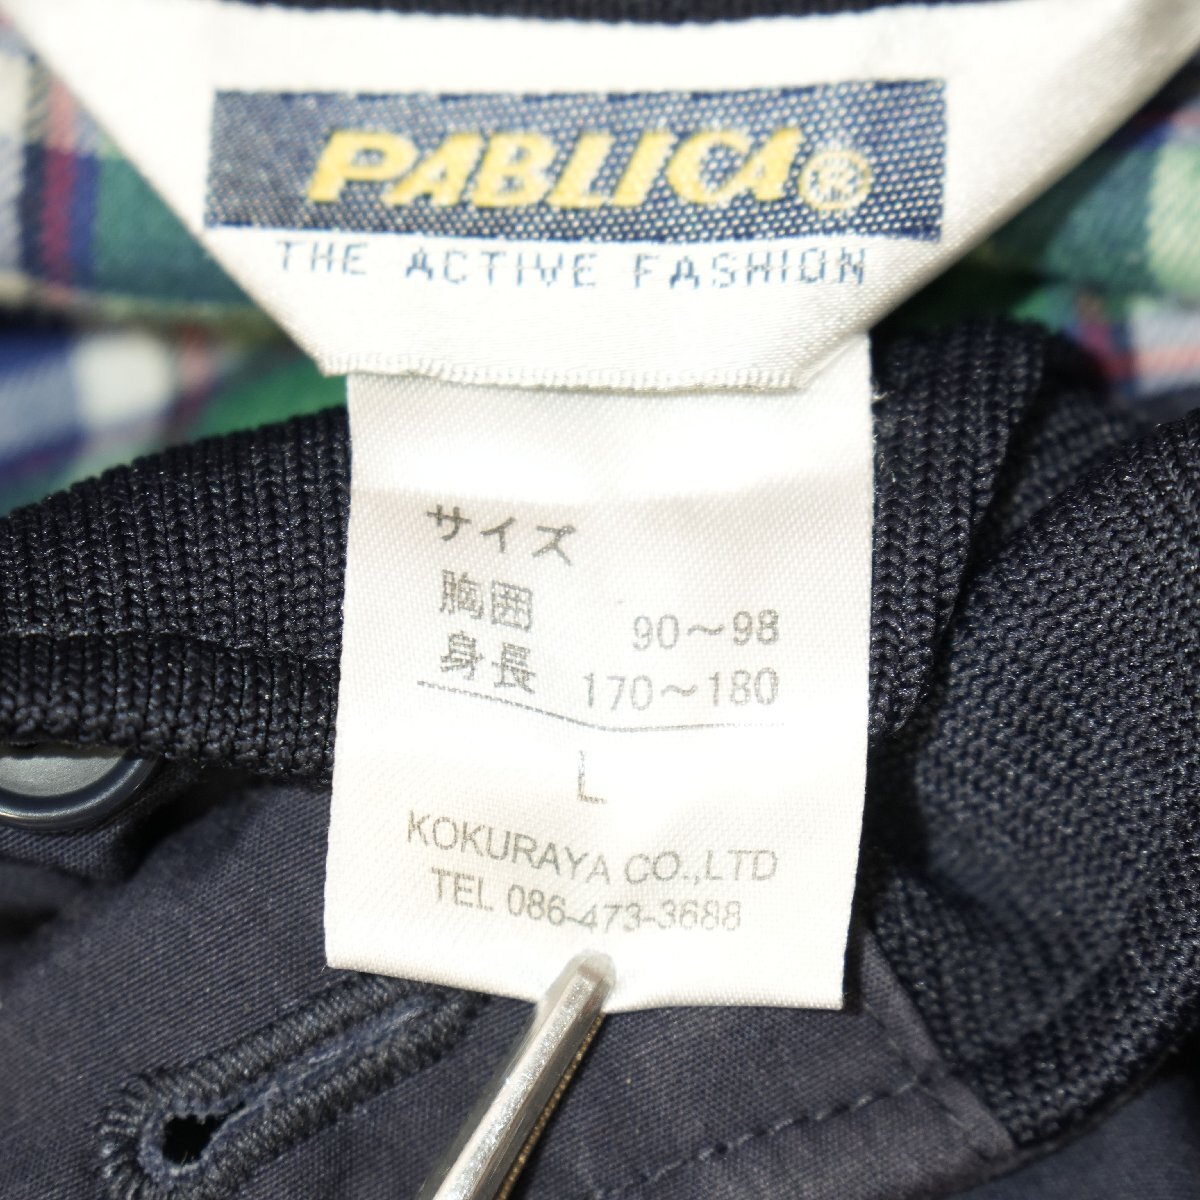 PABLICA®
THE ACTIVE FASHION
サイズ
胸囲 90～98
身長 170～180
L
KOKURAYA CO.,LTD
TEL 086-473-3688